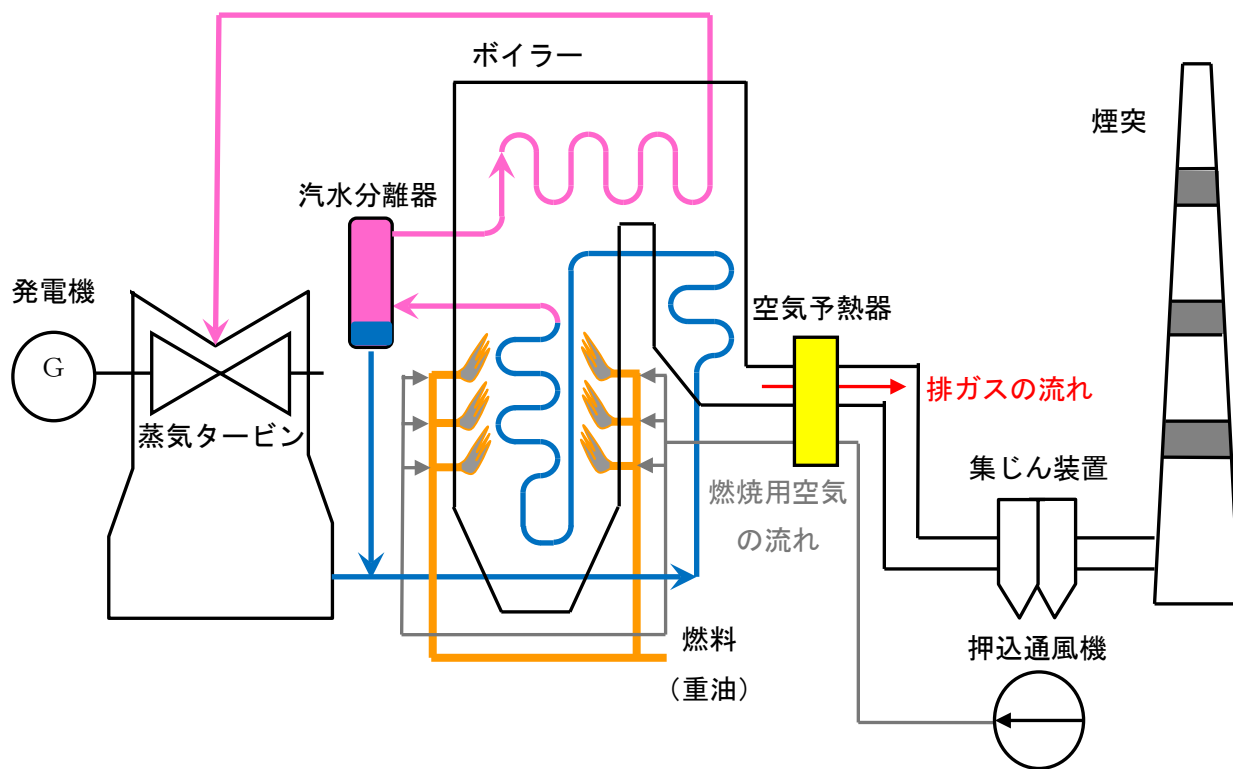 ボイラー
煙突
汽水分離器
発電機
空気予熱器
G
排ガスの流れ
蒸気タービン
集じん装置
燃焼用空気
の流れ
燃料
（重油）
押込通風機